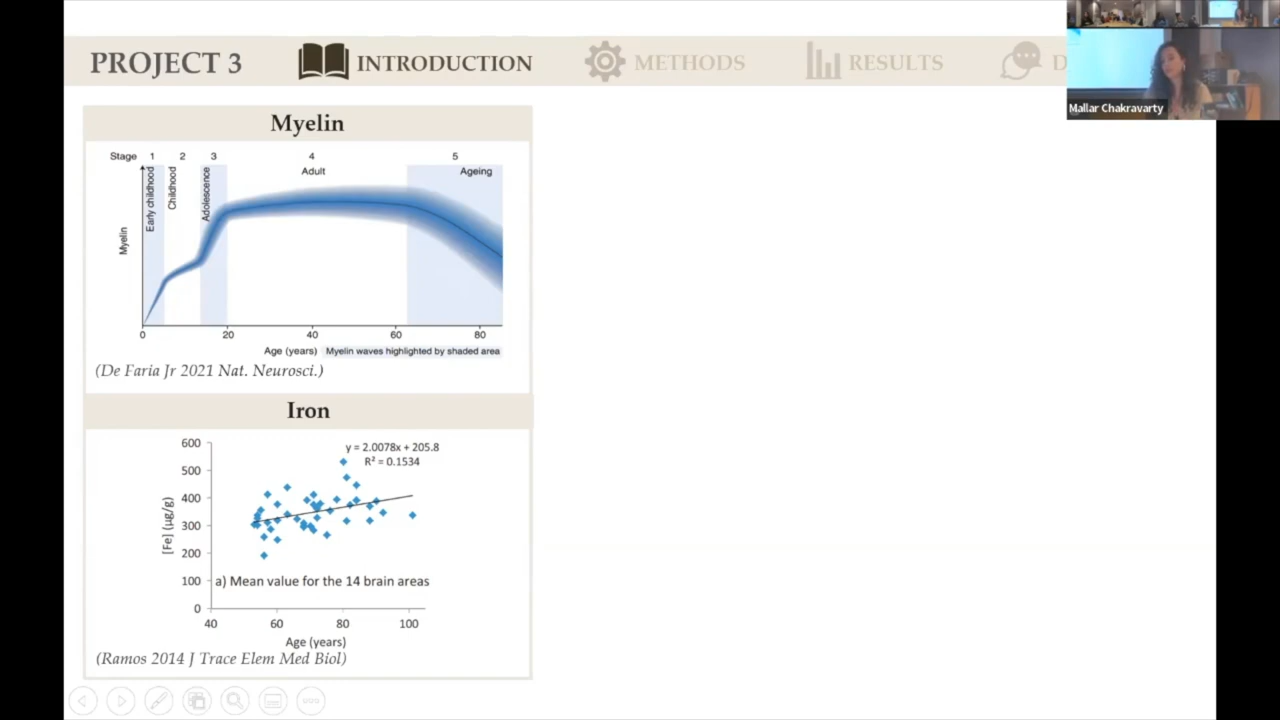 PROJECT 3
INTRODUCTION
METHODS
RESULTS
D
Mallar Chakravarty
Myelin
Stage 1 2 3 4 5
Early childhood
Childhood
Adolescence
Adult
Ageing
Myelin
0 20 40 60 80
Age (years) Myelin waves highlighted by shaded area
(De Faria Jr 2021 Nat. Neurosci.)
Iron
y = 2.0078x + 205.8
R² = 0.1534
600
500
400
300
200
100
0
[Fe] (µg/g)
a) Mean value for the 14 brain areas
40 60 80 100
Age (years)
(Ramos 2014 J Trace Elem Med Biol)